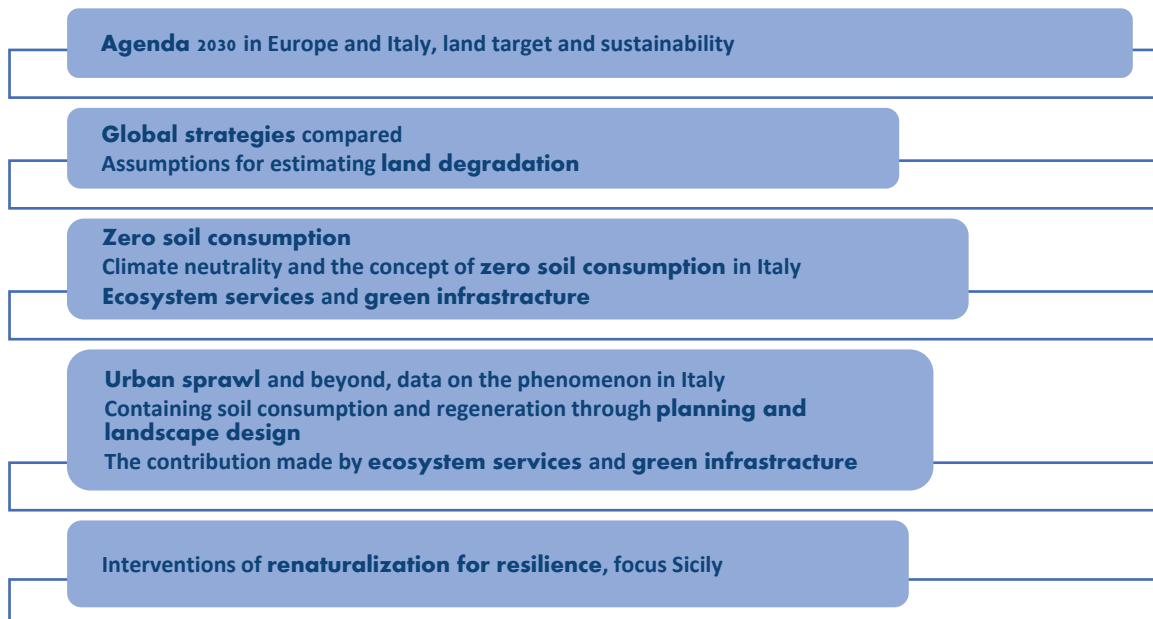 Agenda 2030 in Europe and Italy, land target and sustainability
Global strategies compared
Assumptions for estimating land degradation
Zero soil consumption
Climate neutrality and the concept of zero soil consumption in Italy
Ecosystem services and green infrastracture
Urban sprawl and beyond, data on the phenomenon in Italy
Containing soil consumption and regeneration through planning and
landscape design
The contribution made by ecosystem services and green infrastracture
Interventions of renaturalization for resilience, focus Sicily